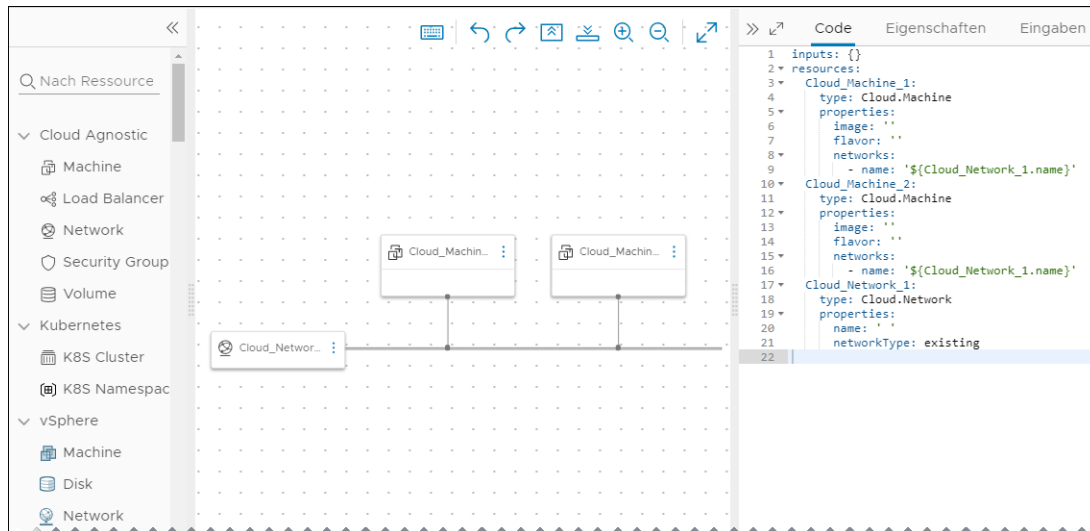 Nach Ressource
Cloud Agnostic
Machine
Load Balancer
Network
Security Group
Volume
Kubernetes
K8S Cluster
K8S Namespac
vSphere
Machine
Disk
Network
Cloud_Machin...
Cloud_Machin...
Cloud_Networ...
Code Eigenschaften Eingaben
1 inputs: {}
2 resources:
3 Cloud_Machine_1:
4 type: Cloud.Machine
5 properties:
6 image: ''
7 flavor: ''
8 networks:
9 - name: '${Cloud_Network_1.name}'
10 Cloud_Machine_2:
11 type: Cloud.Machine
12 properties:
13 image: ''
14 flavor: ''
15 networks:
16 - name: '${Cloud_Network_1.name}'
17 Cloud_Network_1:
18 type: Cloud.Network
19 properties:
20 name: ' '
21 networkType: existing
22